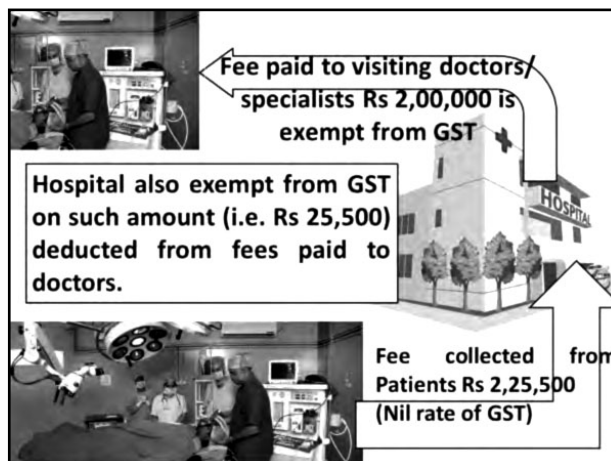 Fee paid to visiting doctors/
specialists Rs 2,00,000 is
exempt from GST
HOSPITAL
Hospital also exempt from GST
on such amount (i.e. Rs 25,500)
deducted from fees paid to
doctors.
Fee collected from
Patients Rs 2,25,500
(Nil rate of GST)